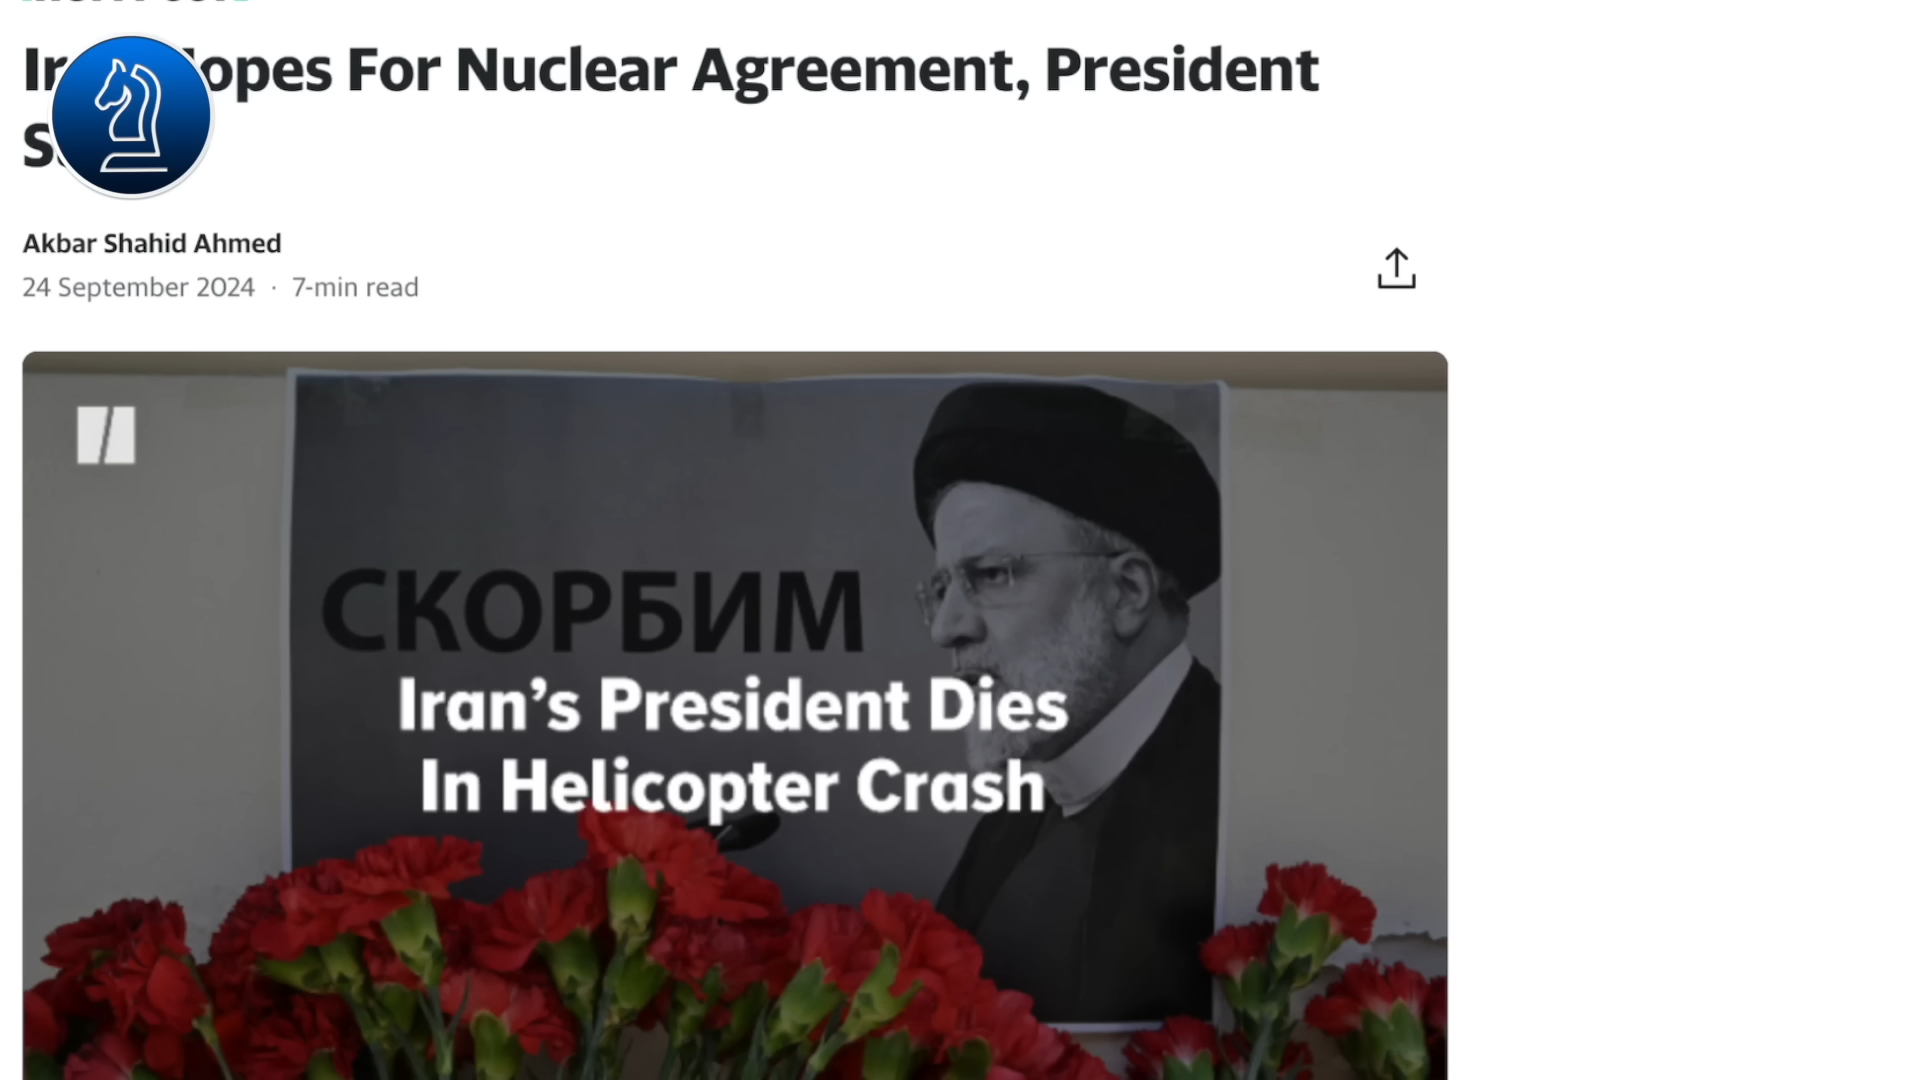 opes For Nuclear Agreement, President
Akbar Shahid Ahmed
24 September 2024 · 7-min read
СКОРБИМ
Iran’s President Dies
In Helicopter Crash